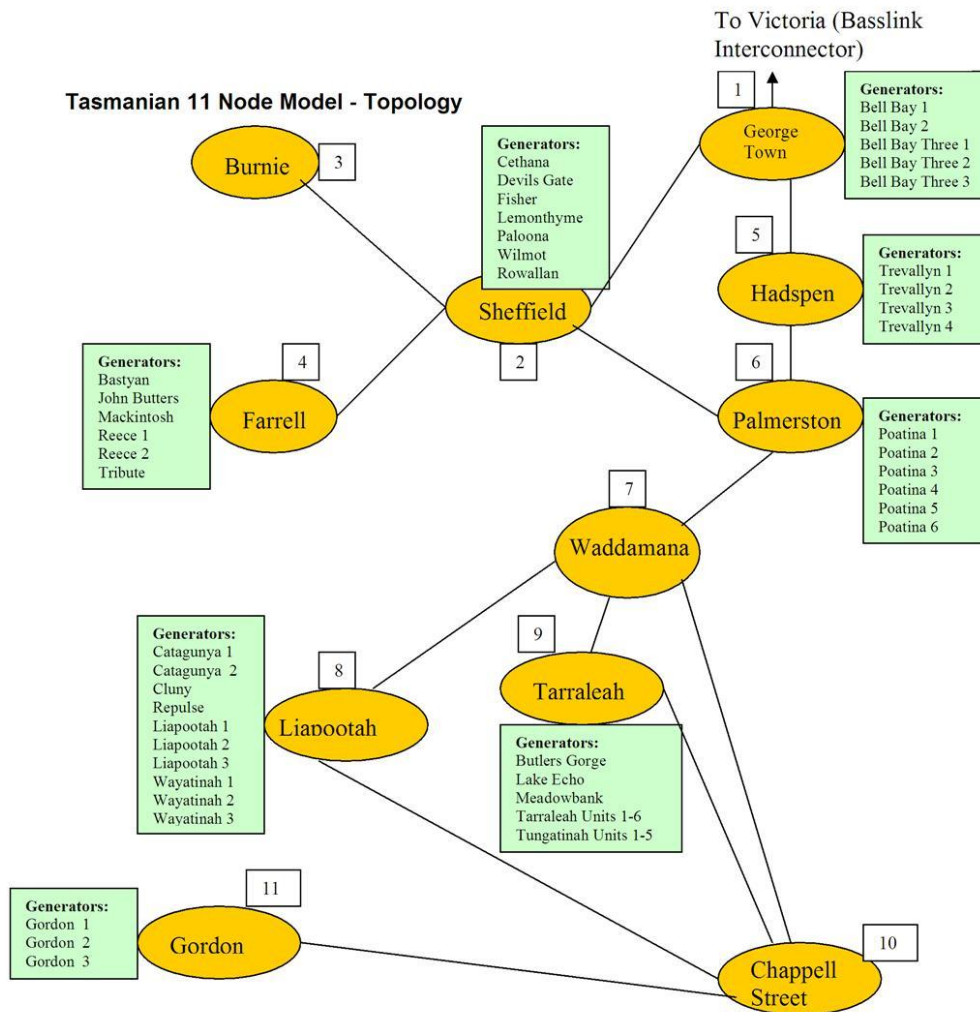 To Victoria (Basslink
Interconnector)
Tasmanian 11 Node Model - Topology
1
George
Town
Generators:
Bell Bay 1
Bell Bay 2
Bell Bay Three 1
Bell Bay Three 2
Bell Bay Three 3
Burnie
3
Generators:
Cethana
Devils Gate
Fisher
Lemonthyme
Paloona
Wilmot
Rowallan
Sheffield
2
5
Hadspen
Generators:
Trevallyn 1
Trevallyn 2
Trevallyn 3
Trevallyn 4
Generators:
Bastyan
John Butters
Mackintosh
Reece 1
Reece 2
Tribute
4
Farrell
6
Palmerston
Generators:
Poatina 1
Poatina 2
Poatina 3
Poatina 4
Poatina 5
Poatina 6
7
Waddamana
Generators:
Catagunya 1
Catagunya 2
Cluny
Repulse
Liapootah 1
Liapootah 2
Liapootah 3
Wayatinah 1
Wayatinah 2
Wayatinah 3
8
Liapootah
9
Tarraleah
Generators:
Butlers Gorge
Lake Echo
Meadowbank
Tarraleah Units 1-6
Tungatinah Units 1-5
Generators:
Gordon 1
Gordon 2
Gordon 3
11
Gordon
10
Chappell
Street